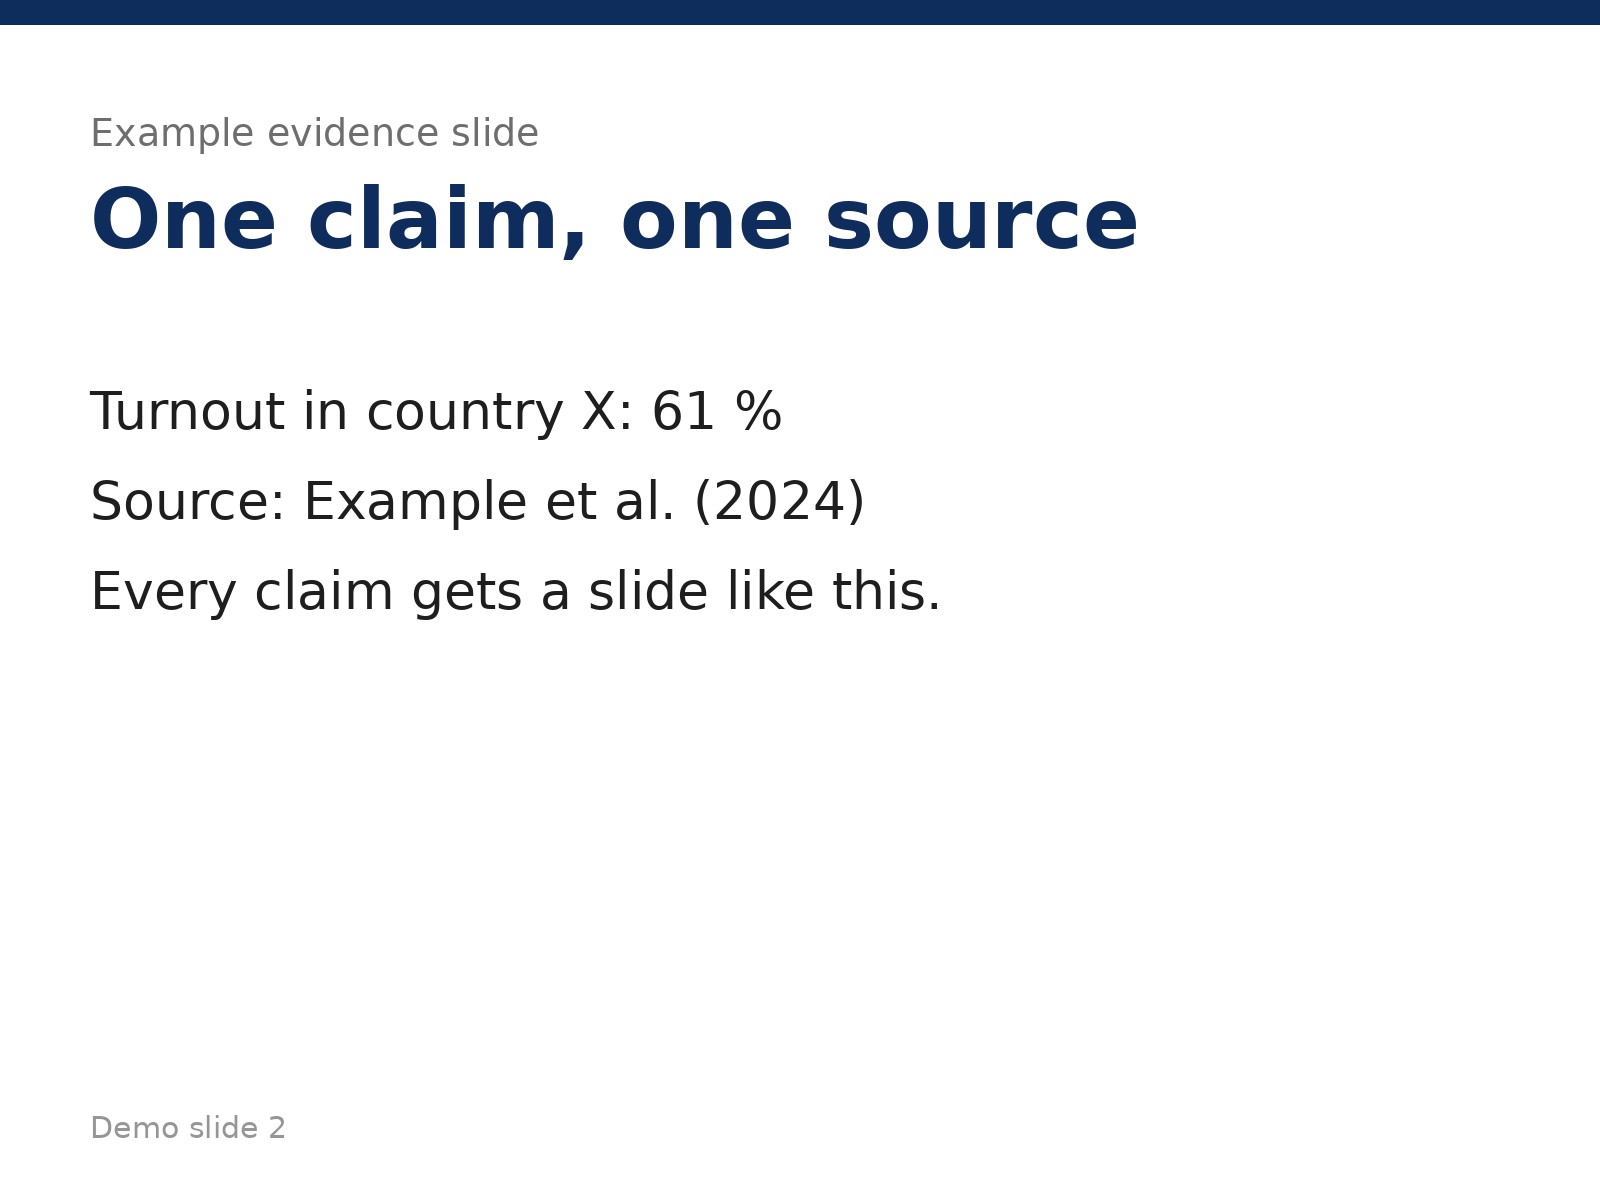 Example evidence slide
One claim, one source
Turnout in country X: 61 %
Source: Example et al. (2024)
Every claim gets a slide like this.
Demo slide 2